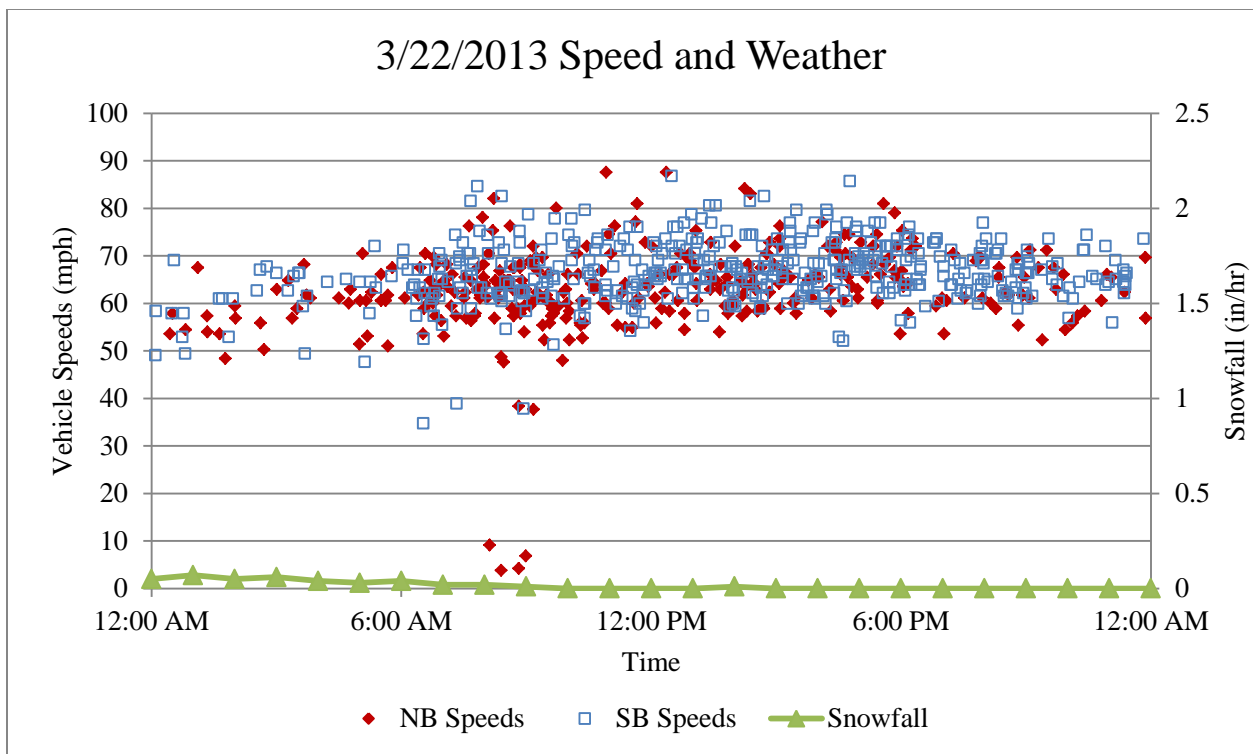 3/22/2013 Speed and Weather
Vehicle Speeds (mph)
100
90
80
70
60
50
40
30
20
10
0
2.5
2
1.5
1
0.5
0
Snowfall (in/hr)
12:00 AM 6:00 AM 12:00 PM 6:00 PM 12:00 AM
Time
NB Speeds SB Speeds Snowfall